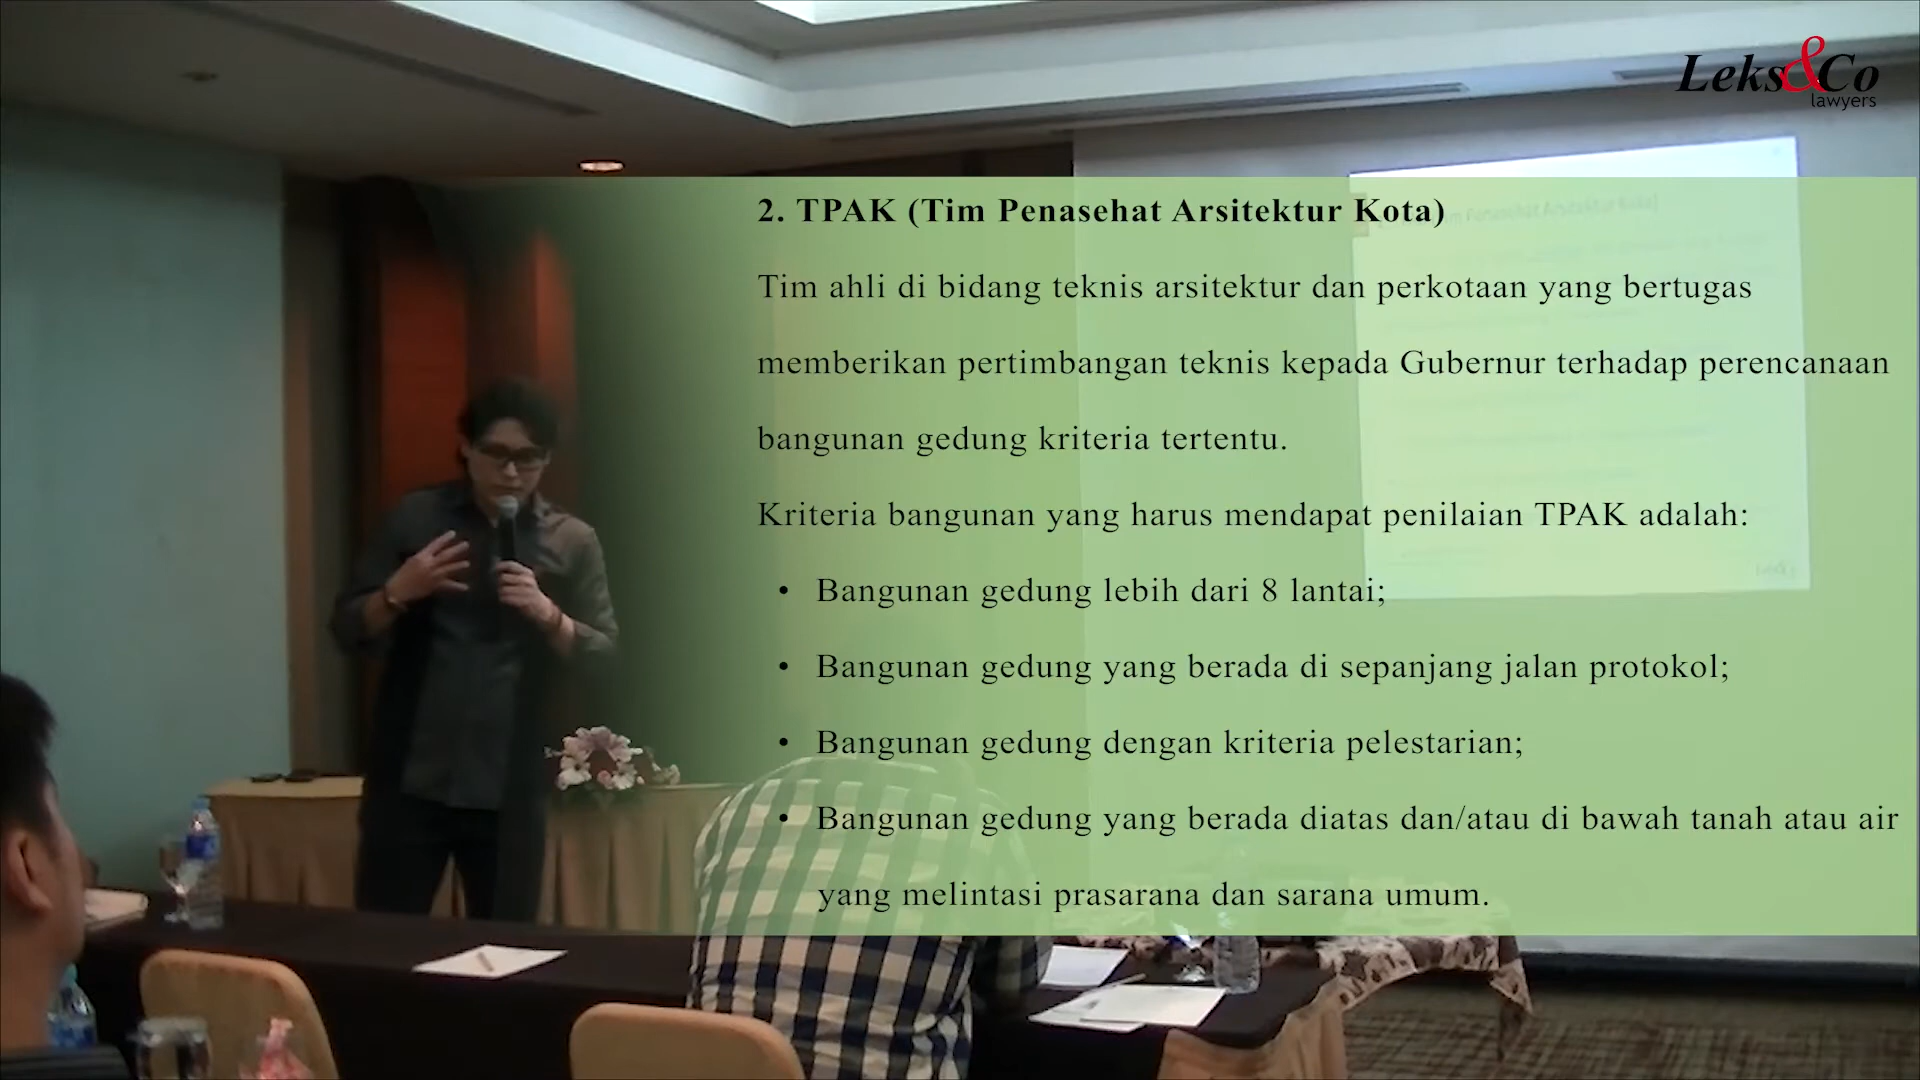 Leks&Co
lawyers
2. TPAK (Tim Penasehat Arsitektur Kota)
Tim ahli di bidang teknis arsitektur dan perkotaan yang bertugas
memberikan pertimbangan teknis kepada Gubernur terhadap perencanaan
bangunan gedung kriteria tertentu.
Kriteria bangunan yang harus mendapat penilaian TPAK adalah:
• Bangunan gedung lebih dari 8 lantai;
• Bangunan gedung yang berada di sepanjang jalan protokol;
• Bangunan gedung dengan kriteria pelestarian;
• Bangunan gedung yang berada diatas dan/atau di bawah tanah atau air
yang melintasi prasarana dan sarana umum.